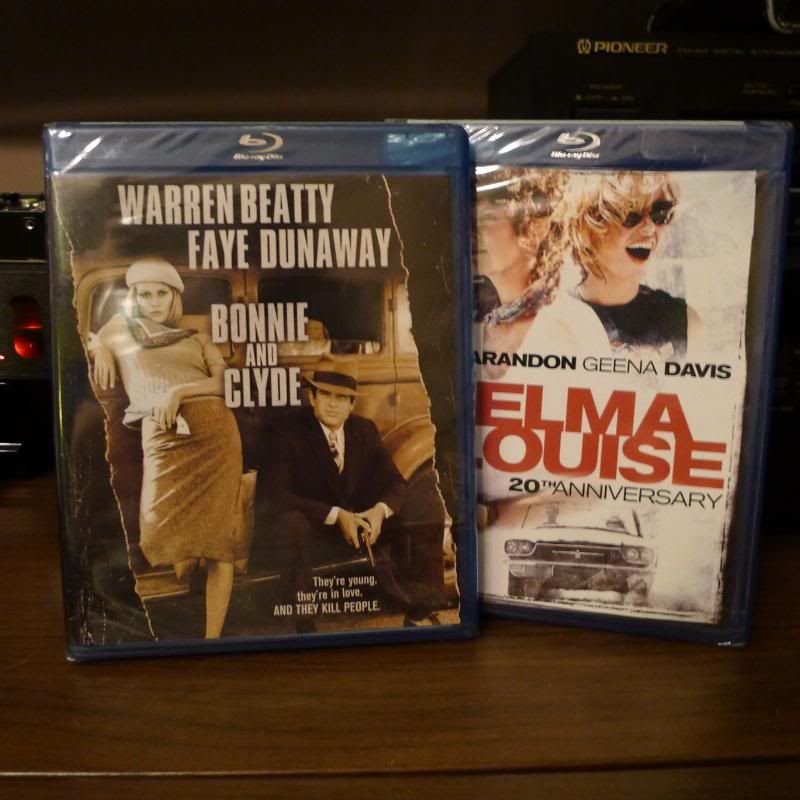 PIONEER
Blu-ray Disc
WARREN BEATTY
FAYE DUNAWAY
BONNIE
AND
CLYDE
They're young,
they're in love,
AND THEY KILL PEOPLE.
Blu-ray Disc
ARANDON GEENA DAVIS
ELMA
LOUISE
20TH ANNIVERSARY